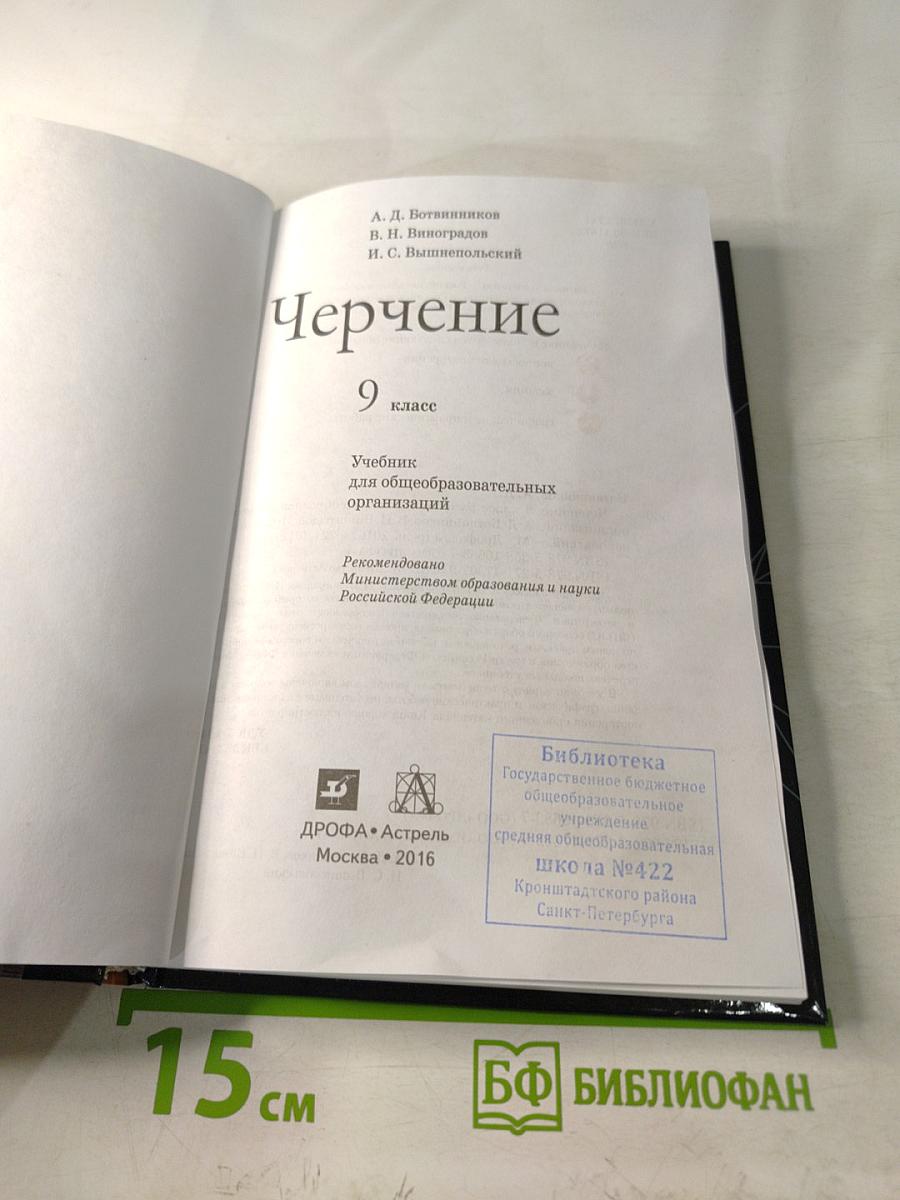 А. Д. Ботвинников
В. Н. Виноградов
И. С. Вышнепольский
Черчение
9 класс
Учебник
для общеобразовательных
организаций
Рекомендовано
Министерством образования и науки
Российской Федерации
ДРОФА • Астрель
Москва • 2016
Библиотека
Государственное бюджетное
общеобразовательное
учреждение
средняя общеобразовательная
школа №422
Кронштадтского района
Санкт-Петербурга
15 см
БФ БИБЛИОФАН